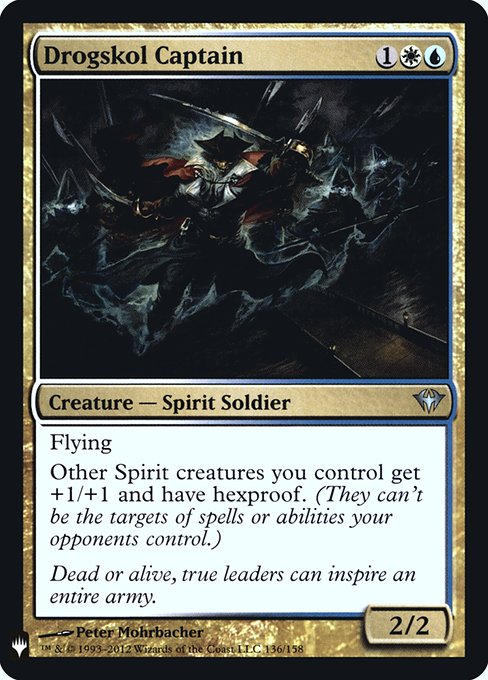 Drogskol Captain 1
Creature — Spirit Soldier
Flying
Other Spirit creatures you control get
+1/+1 and have hexproof. (They can't
be the targets of spells or abilities your
opponents control.)
Dead or alive, true leaders can inspire an
entire army.
2/2
Peter Mohrbacher
™ & © 1993–2012 Wizards of the Coast LLC 136/158